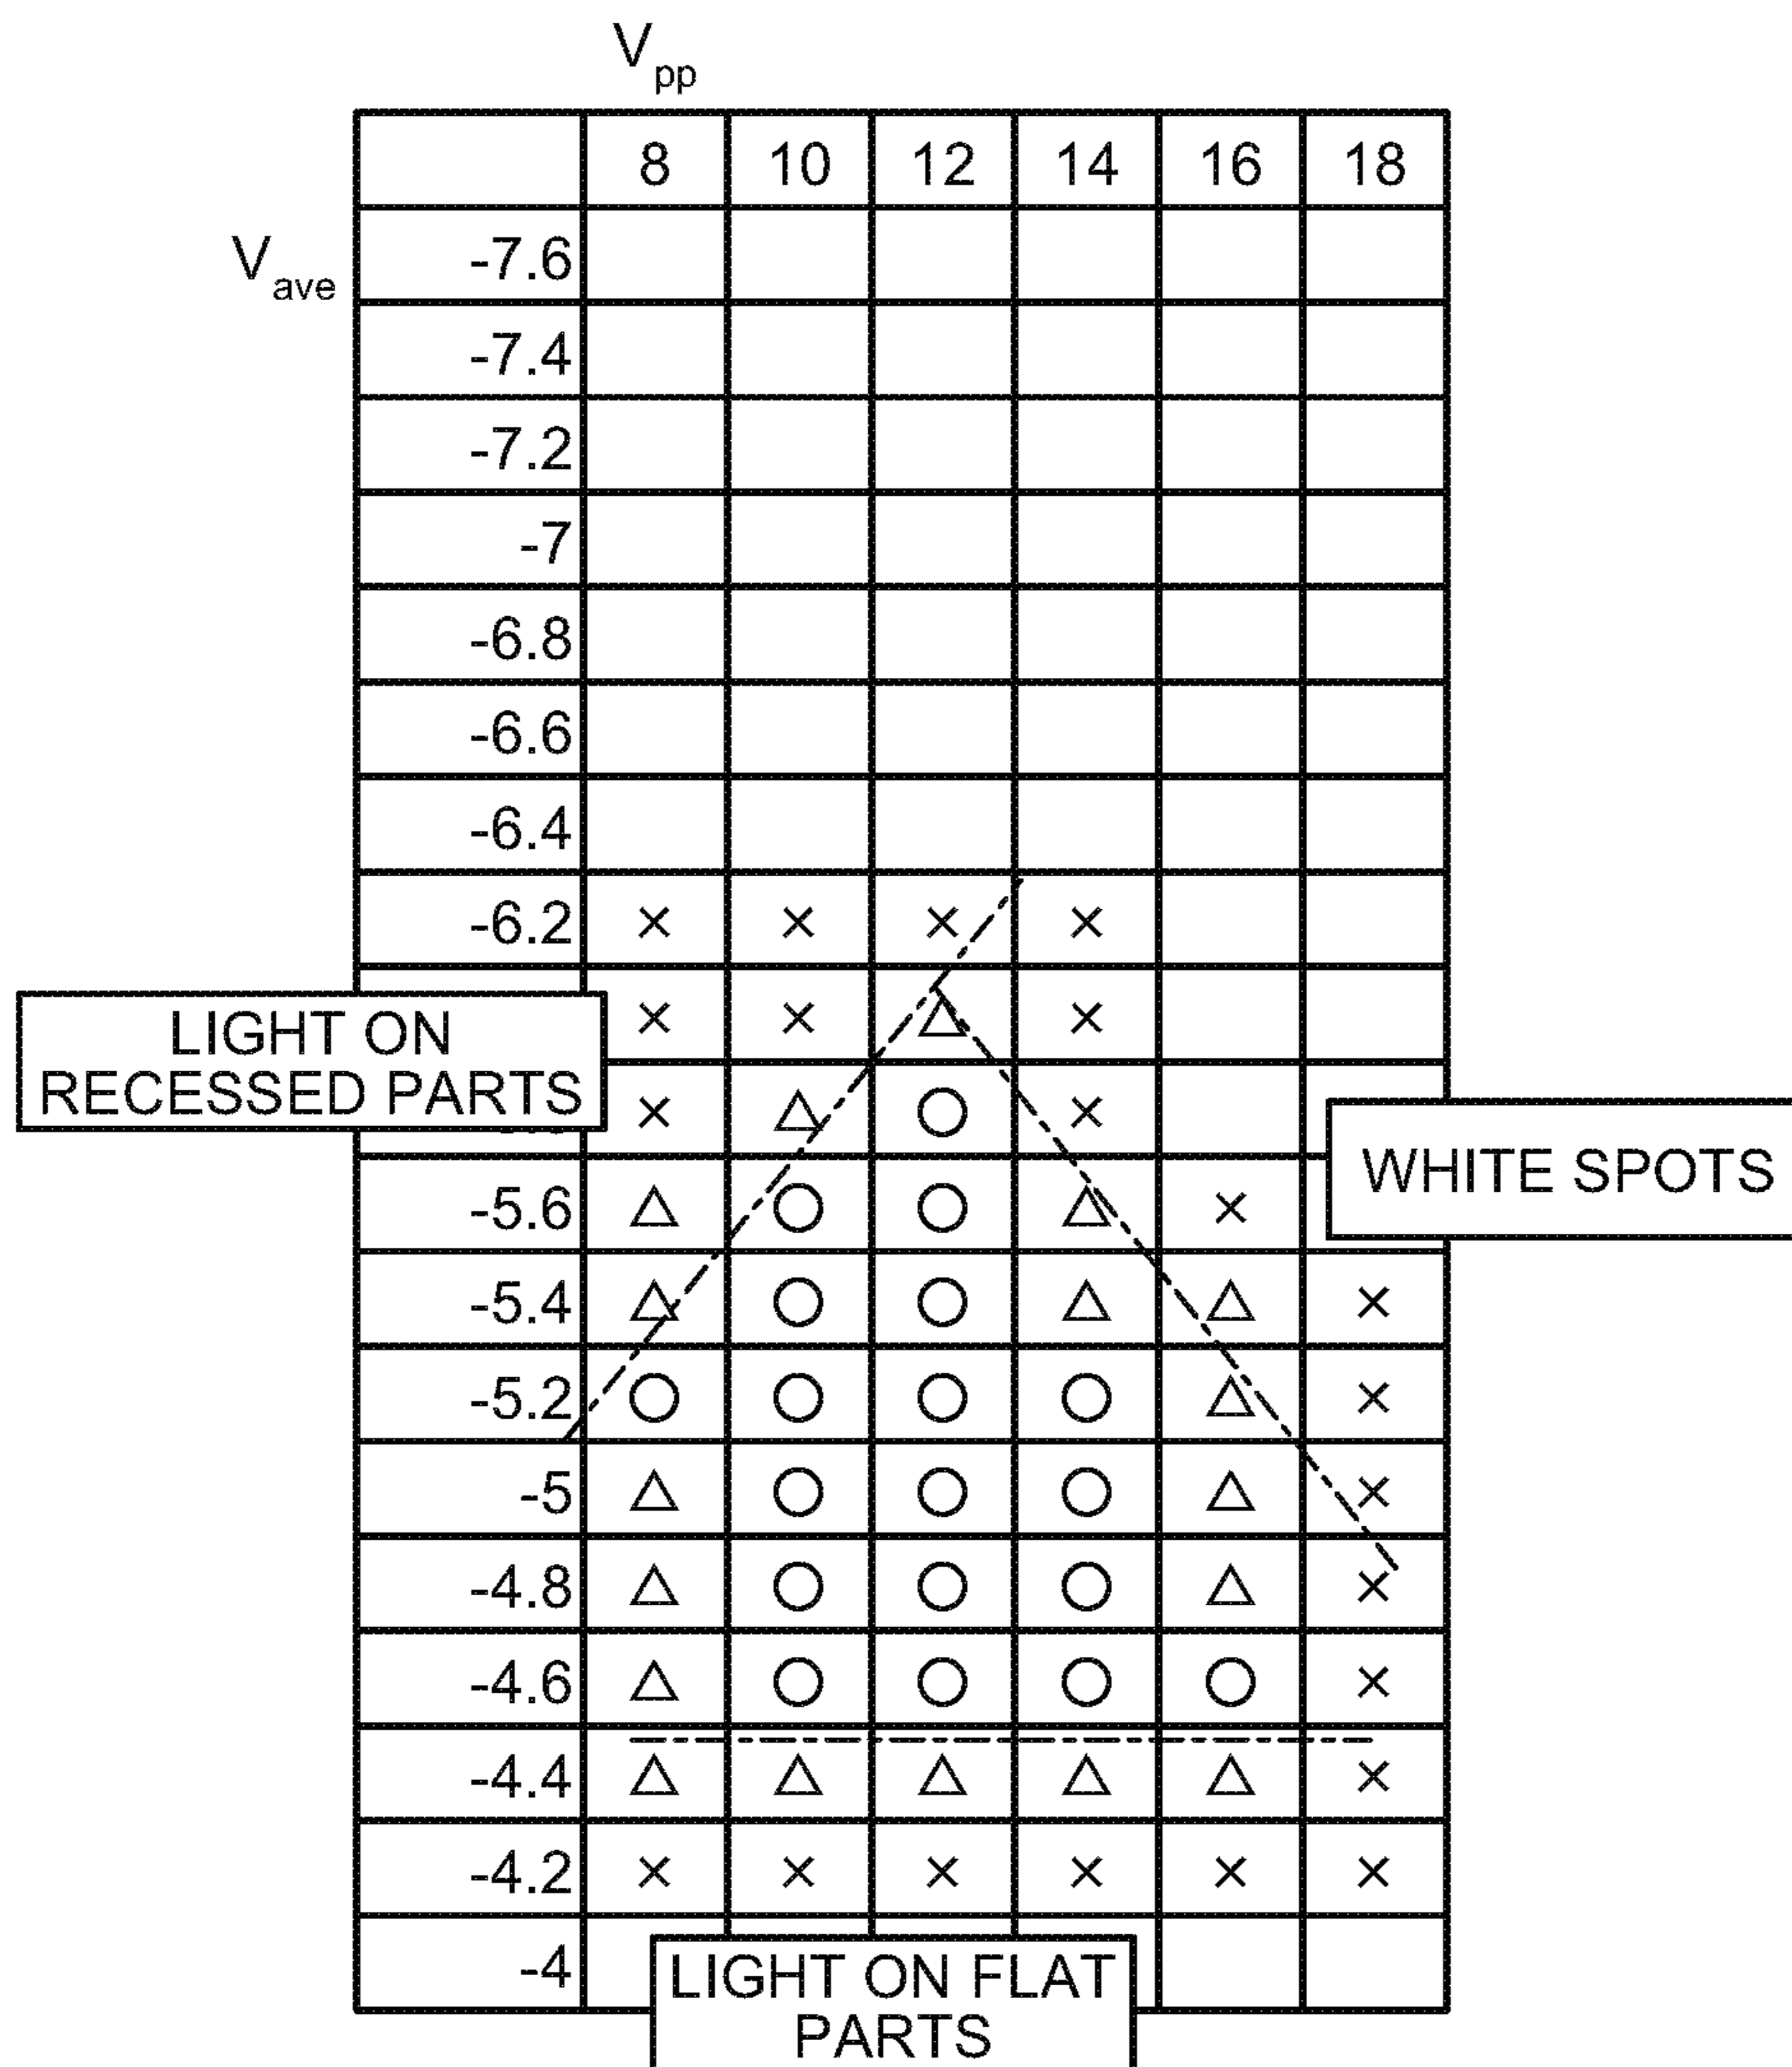 Vpp
8 10 12 14 16 18
Vave -7.6
-7.4
-7.2
-7
-6.8
-6.6
-6.4
-6.2 × × × ×
× × △ ×
LIGHT ON
RECESSED PARTS
× △ ○ ×
WHITE SPOTS
-5.6 △ ○ ○ △ ×
-5.4 △ ○ ○ △ △ ×
-5.2 ○ ○ ○ ○ △ ×
-5 △ ○ ○ ○ △ ×
-4.8 △ ○ ○ ○ △ ×
-4.6 △ ○ ○ ○ ○ ×
-4.4 △ △ △ △ △ ×
-4.2 × × × × × ×
-4
LIGHT ON FLAT
PARTS